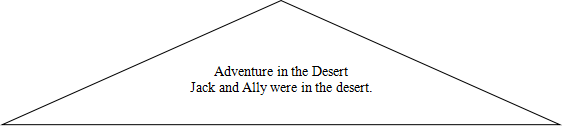 Adventure in the Desert
Jack and Ally were in the desert.